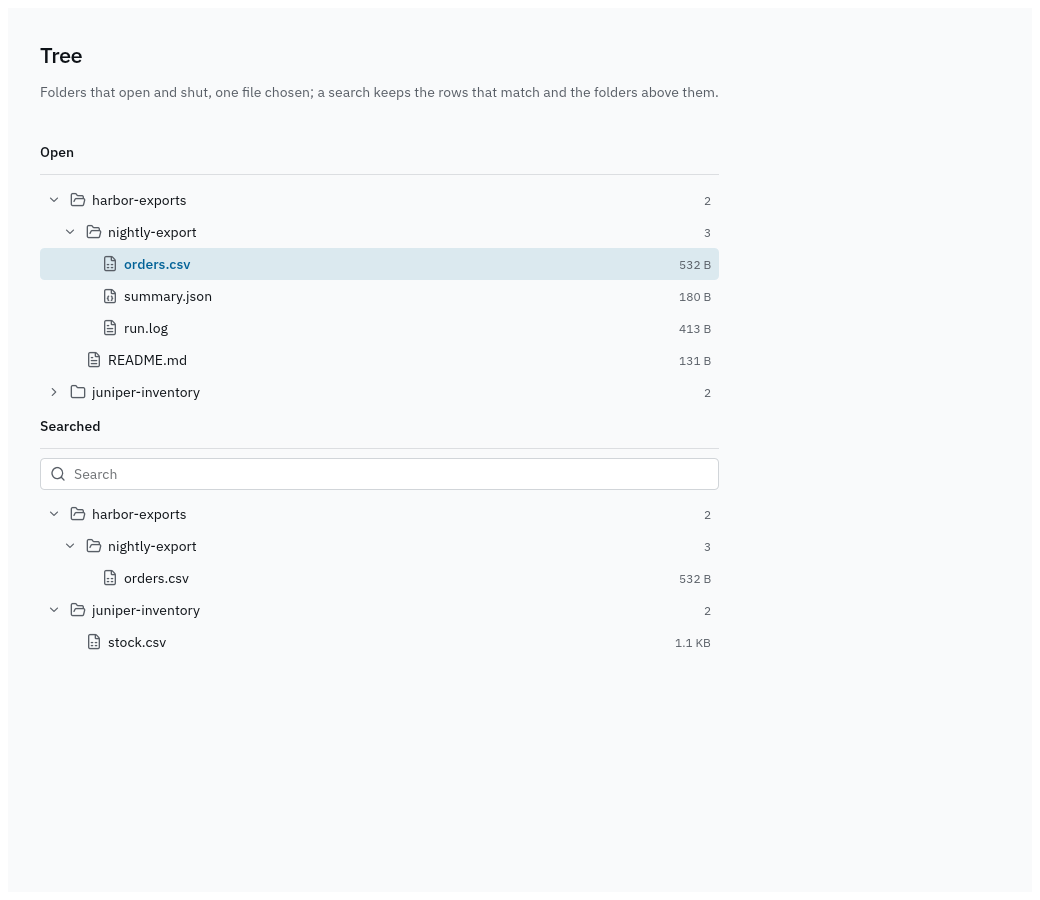 Tree
Folders that open and shut, one file chosen; a search keeps the rows that match and the folders above them.
Open
harbor-exports 2
nightly-export 3
orders.csv 532 B
summary.json 180 B
run.log 413 B
README.md 131 B
juniper-inventory 2
Searched
Search
harbor-exports 2
nightly-export 3
orders.csv 532 B
juniper-inventory 2
stock.csv 1.1 KB